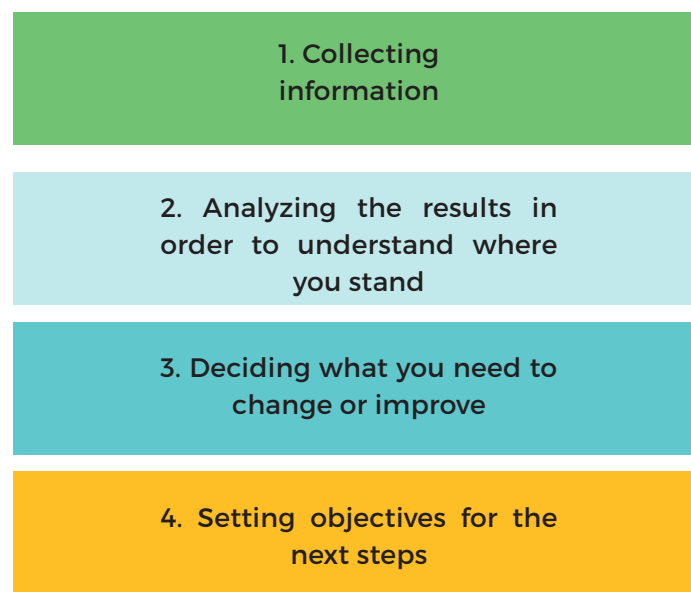 1. Collecting
information
2. Analyzing the results in
order to understand where
you stand
3. Deciding what you need to
change or improve
4. Setting objectives for the
next steps